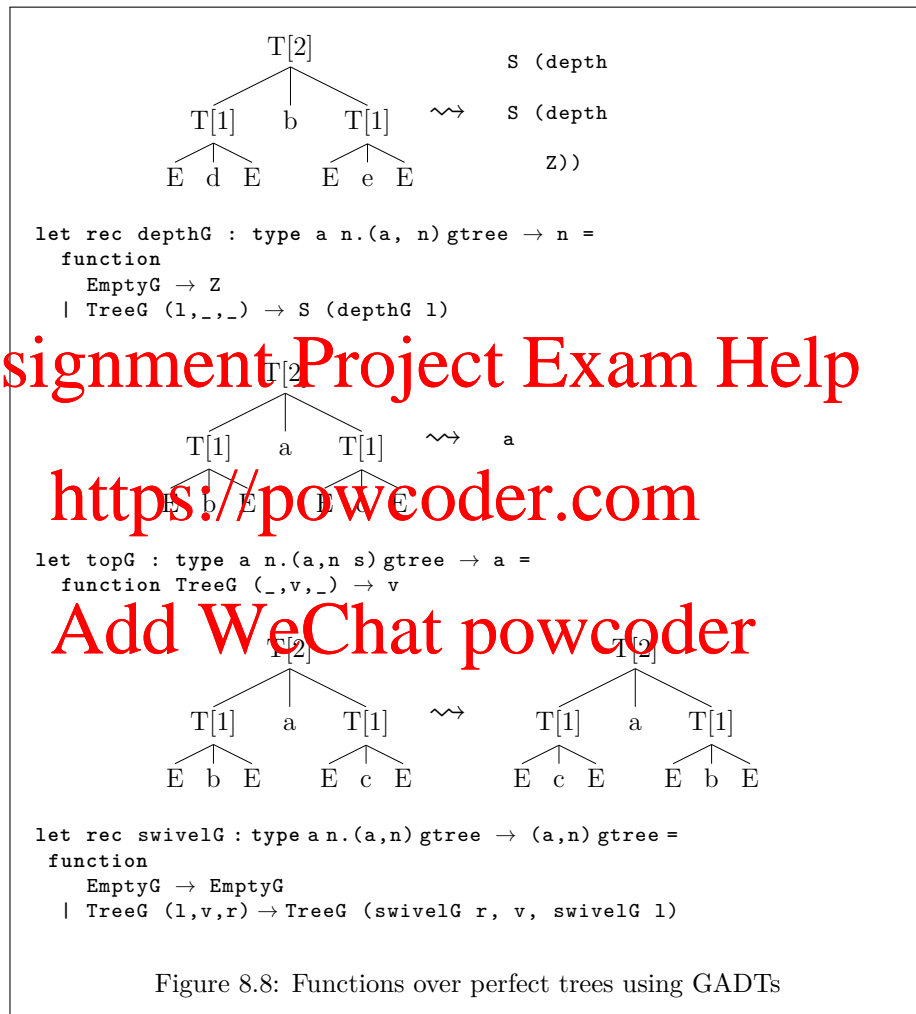 T[2]
S (depth
T[1] b T[1] ⇝ S (depth
E d E E e E Z))
let rec depthG : type a n.(a, n) gtree → n =
function
EmptyG → Z
| TreeG (l,_,_) → S (depthG l)
signment Project Exam Help
T[2]
T[1] a T[1] ⇝ a
E b E E c E
https://powcoder.com
let topG : type a n.(a,n s) gtree → a =
function TreeG (_,v,_) → v
Add WeChat powcoder
T[2] T[2]
T[1] a T[1] ⇝ T[1] a T[1]
E b E E c E E c E E b E
let rec swivelG : type a n.(a,n) gtree → (a,n) gtree =
function
EmptyG → EmptyG
| TreeG (l,v,r) → TreeG (swivelG r, v, swivelG l)
Figure 8.8: Functions over perfect trees using GADTs